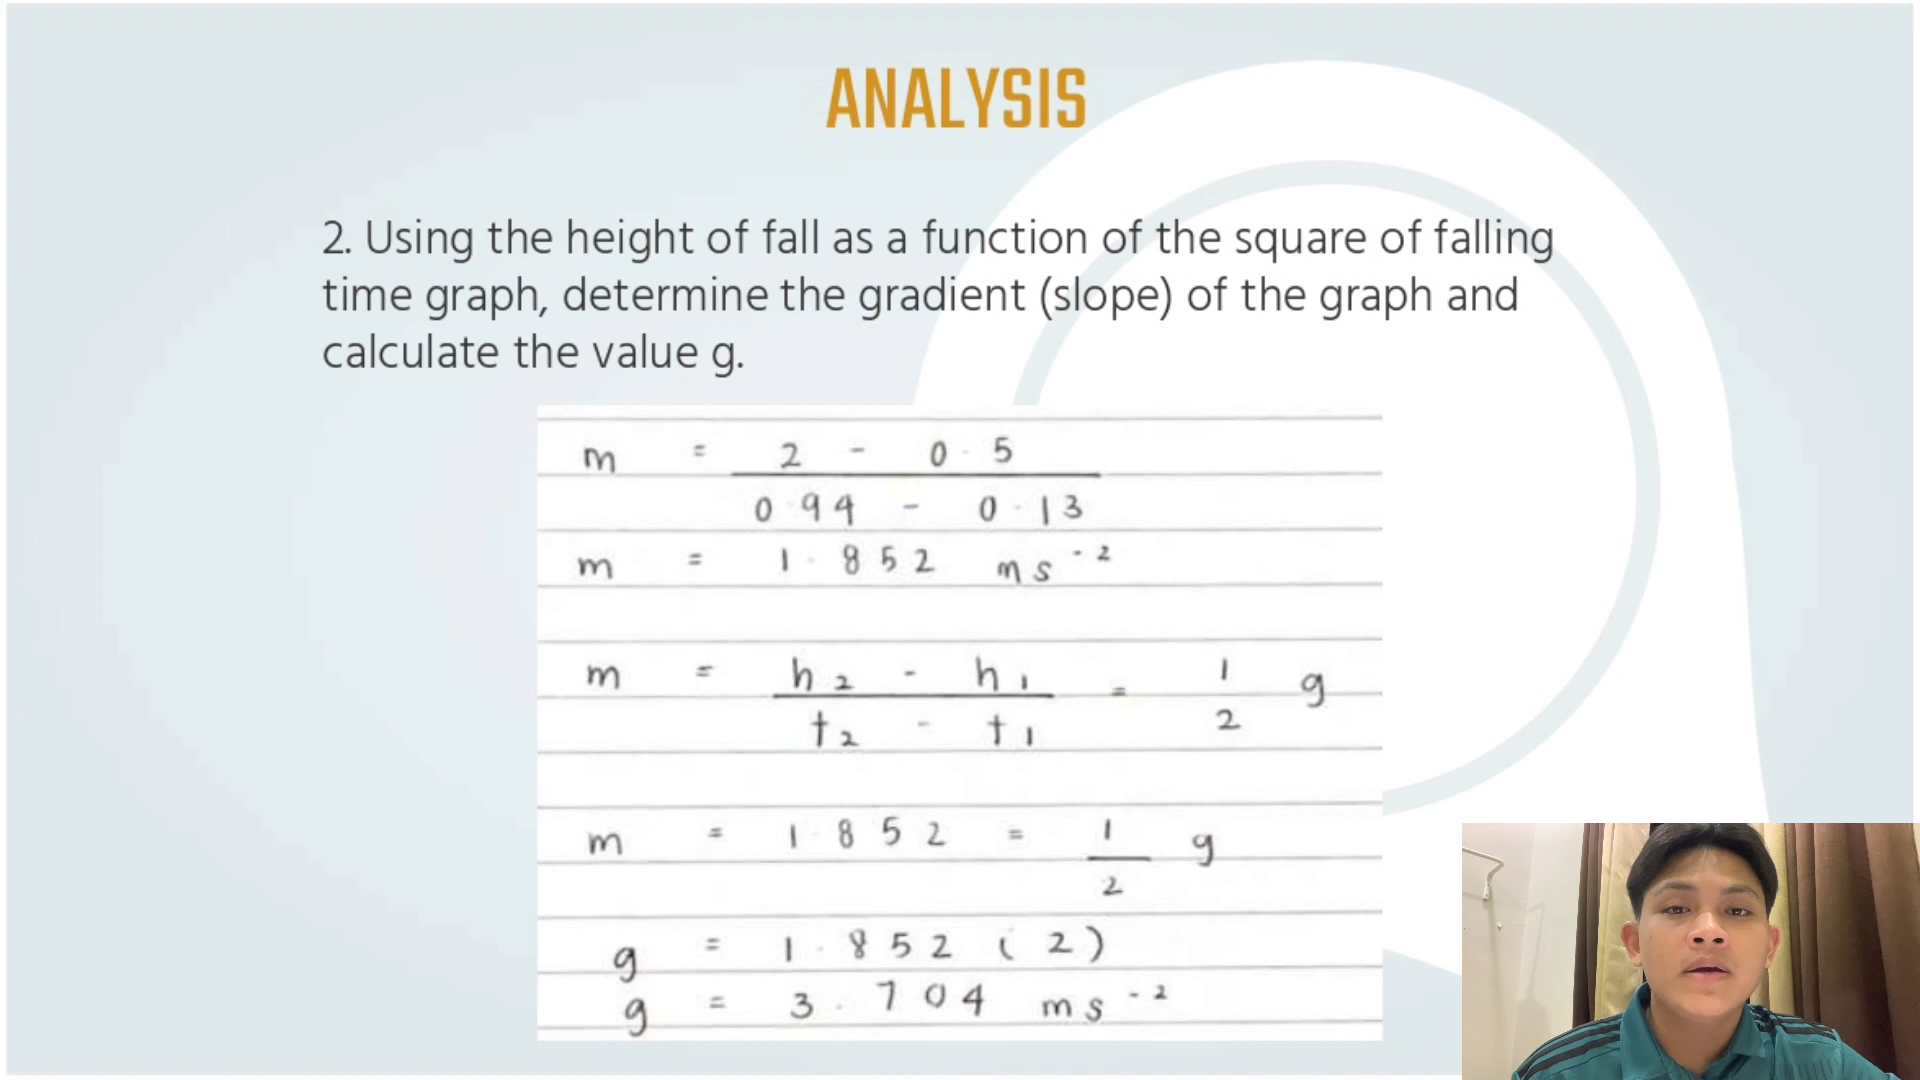 ANALYSIS
2. Using the height of fall as a function of the square of falling
time graph, determine the gradient (slope) of the graph and
calculate the value g.
m = 2 - 0.5
0.94 - 0.13
m = 1.852 ms⁻²
m = h₂ - h₁ = 1 g
t₂ - t₁ 2
m = 1.852 = 1 g
2
g = 1.852 (2)
g = 3.704 ms⁻²